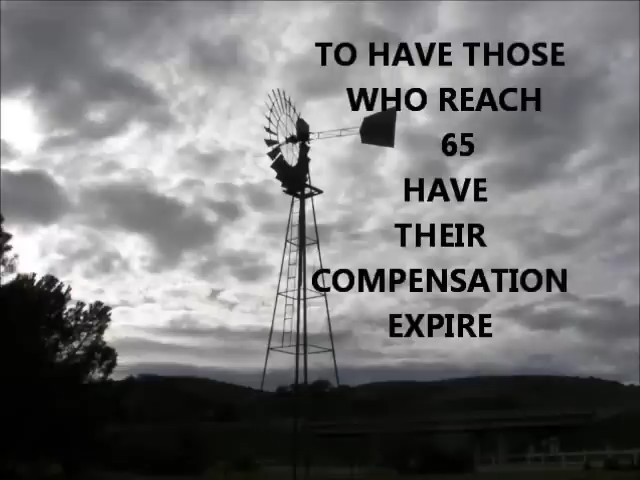 TO HAVE THOSE
WHO REACH
65
HAVE
THEIR
COMPENSATION
EXPIRE